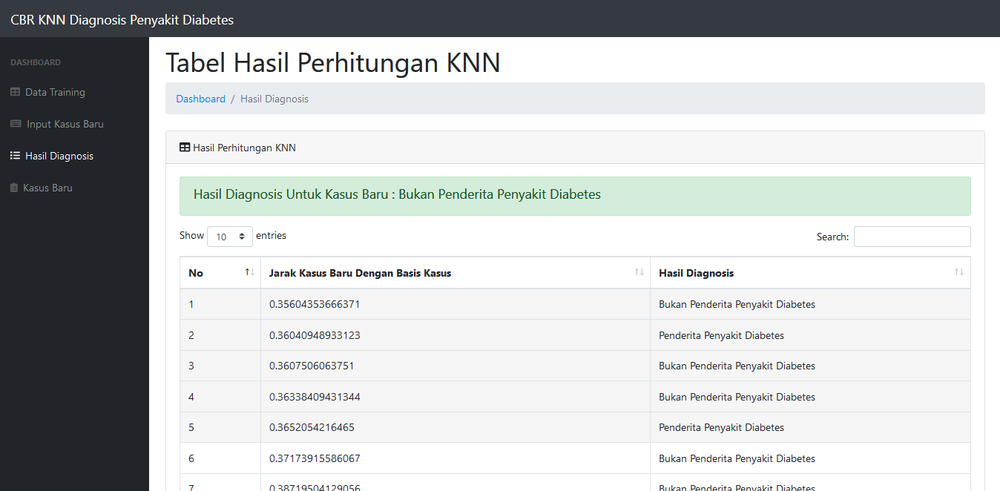 CBR KNN Diagnosis Penyakit Diabetes
DASHBOARD
Data Training
Input Kasus Baru
Hasil Diagnosis
Kasus Baru
Tabel Hasil Perhitungan KNN
Dashboard / Hasil Diagnosis
Hasil Perhitungan KNN
Hasil Diagnosis Untuk Kasus Baru : Bukan Penderita Penyakit Diabetes
Show 10 entries Search:
No Jarak Kasus Baru Dengan Basis Kasus Hasil Diagnosis
1 0.35604353666371 Bukan Penderita Penyakit Diabetes
2 0.36040948933123 Penderita Penyakit Diabetes
3 0.3607506063751 Bukan Penderita Penyakit Diabetes
4 0.36338409431344 Bukan Penderita Penyakit Diabetes
5 0.3652054216465 Penderita Penyakit Diabetes
6 0.37173915586067 Bukan Penderita Penyakit Diabetes
7 0.38719504129056 Bukan Penderita Penyakit Diabetes